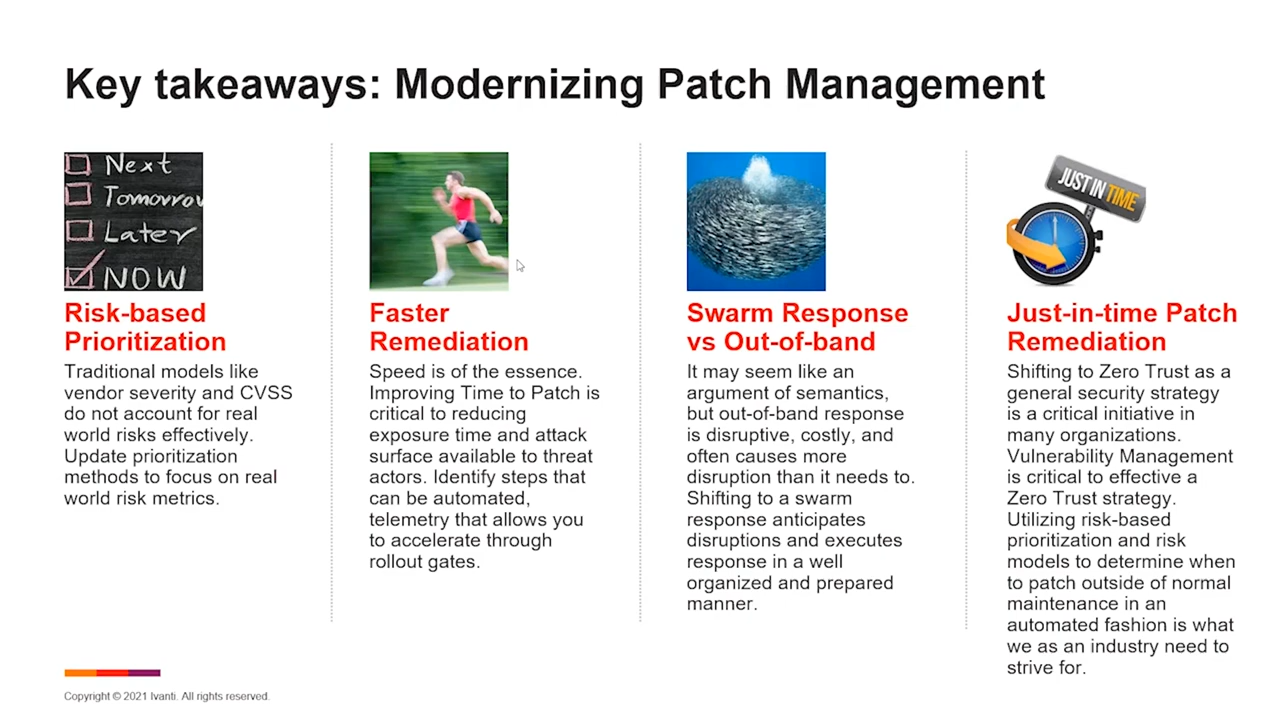 Key takeaways: Modernizing Patch Management
Next
Tomorrow
Later
NOW
Risk-based
Prioritization
Traditional models like
vendor severity and CVSS
do not account for real
world risks effectively.
Update prioritization
methods to focus on real
world risk metrics.
Faster
Remediation
Speed is of the essence.
Improving Time to Patch is
critical to reducing
exposure time and attack
surface available to threat
actors. Identify steps that
can be automated,
telemetry that allows you
to accelerate through
rollout gates.
Swarm Response
vs Out-of-band
It may seem like an
argument of semantics,
but out-of-band response
is disruptive, costly, and
often causes more
disruption than it needs to.
Shifting to a swarm
response anticipates
disruptions and executes
response in a well
organized and prepared
manner.
JUST IN TIME
Just-in-time Patch
Remediation
Shifting to Zero Trust as a
general security strategy
is a critical initiative in
many organizations.
Vulnerability Management
is critical to effective a
Zero Trust strategy.
Utilizing risk-based
prioritization and risk
models to determine when
to patch outside of normal
maintenance in an
automated fashion is what
we as an industry need to
strive for.
Copyright © 2021 Ivanti. All rights reserved.